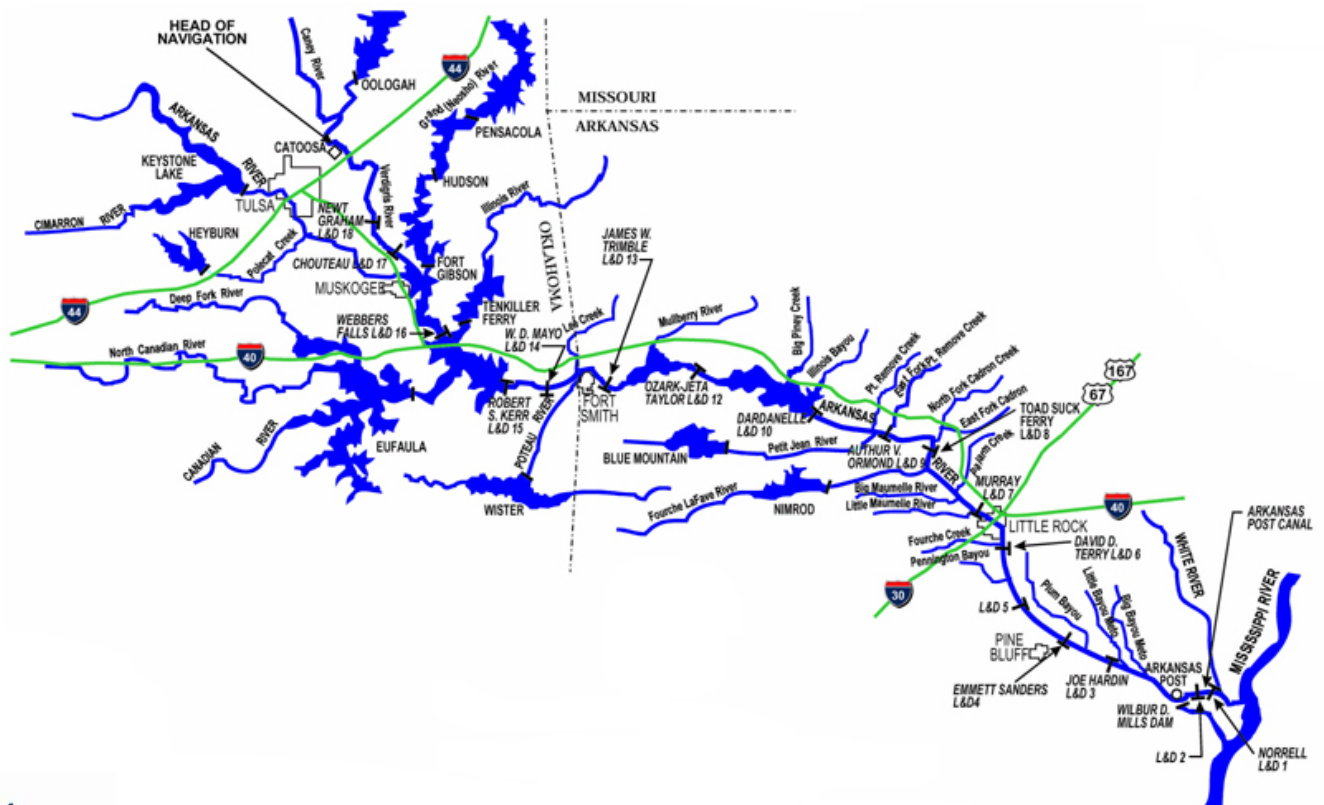 HEAD OF
NAVIGATION
Caney River
OOLOGAH
44
Grand (Neosho) River
MISSOURI
ARKANSAS
PENSACOLA
ARKANSAS
RIVER
KEYSTONE
LAKE
CATOOSA
TULSA
Verdigris River
HUDSON
Illinois River
CIMARRON RIVER
HEYBURN
Polecat Creek
NEWT
GRAHAM
L&D 18
CHOUTEAU L&D 17
FORT
GIBSON
MUSKOGEE
OKLAHOMA
JAMES W.
TRIMBLE
L&D 13
44
Deep Fork River
WEBBERS
FALLS L&D 16
TENKILLER
FERRY
W. D. MAYO
L&D 14
Lee Creek
Mulberry River
Big Piney Creek
Illinois Bayou
Pt. Remove Creek
East Fork Pt. Remove Creek
North Fork Cadron Creek
East Fork Cadron
167
67
North Canadian River
40
ROBERT
S. KERR
L&D 15
POTEAU RIVER
FORT
SMITH
OZARK-JETA
TAYLOR L&D 12
DARDANELLE
L&D 10
ARKANSAS
RIVER
TOAD SUCK
FERRY
L&D 8
CANADIAN RIVER
EUFAULA
BLUE MOUNTAIN
Petit Jean River
AUTHUR V.
ORMOND L&D 9
MURRAY
L&D 7
WISTER
Fourche LaFave River
NIMROD
Big Maumelle River
Little Maumelle River
40
LITTLE ROCK
ARKANSAS
POST CANAL
Fourche Creek
Pennington Bayou
DAVID D.
TERRY L&D 6
WHITE RIVER
30
L&D 5
Plum Bayou
Little Bayou Meto
Big Bayou Meto
MISSISSIPPI RIVER
PINE
BLUFF
EMMETT SANDERS
L&D4
JOE HARDIN
L&D 3
ARKANSAS
POST
WILBUR D.
MILLS DAM
L&D 2
NORRELL
L&D 1